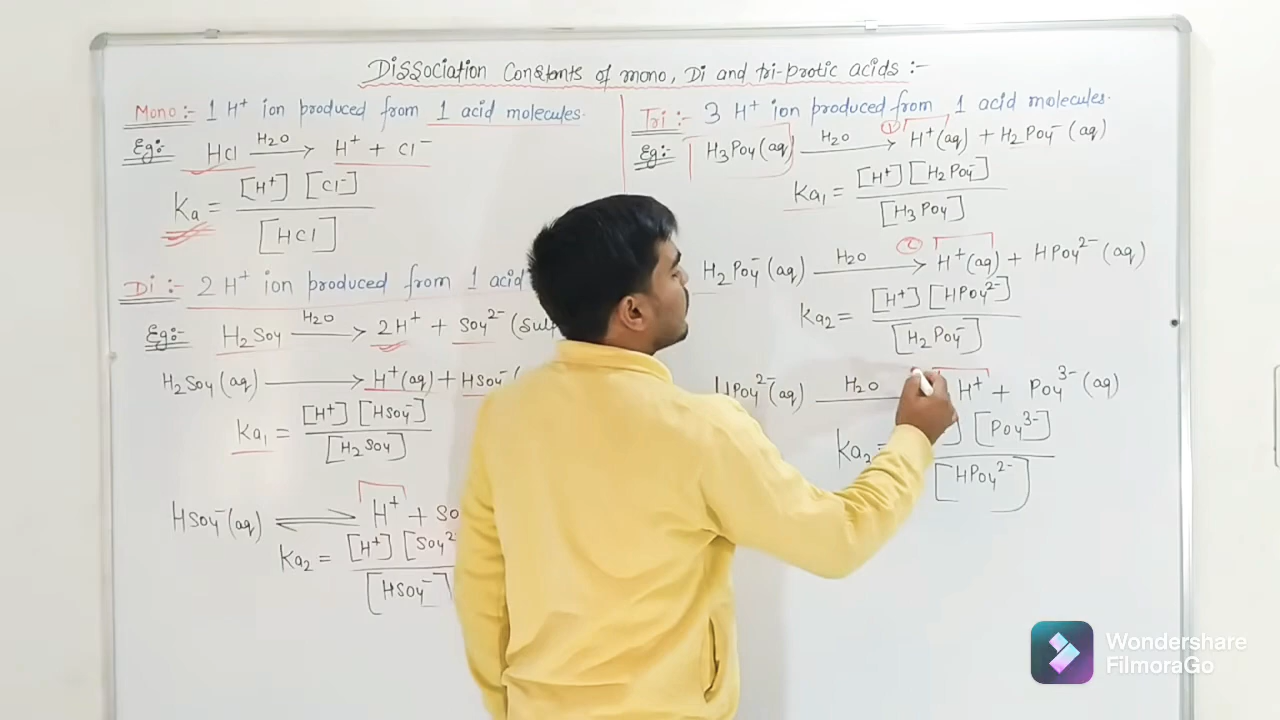 Dissociation Constants of mono, Di and tri-protic acids :-
Mono :- 1 H⁺ ion produced from 1 acid molecules.
Eg:- HCl H₂O → H⁺ + Cl⁻
Ka = [H⁺] [Cl⁻]
[HCl]
Di :- 2 H⁺ ion produced from 1 acid
Eg:- H₂SO₄ H₂O → 2H⁺ + SO₄²⁻ (Sulp
H₂SO₄(aq) → H⁺(aq) + HSO₄⁻ (
Ka₁ = [H⁺] [HSO₄⁻]
[H₂SO₄]
HSO₄⁻(aq) ⇌ H⁺ + SO
Ka₂ = [H⁺] [SO₄²
[HSO₄⁻]
Tri :- 3 H⁺ ion produced from 1 acid molecules.
Eg:- H₃PO₄(aq) H₂O → ① H⁺(aq) + H₂PO₄⁻(aq)
Ka₁ = [H⁺] [H₂PO₄⁻]
[H₃PO₄]
H₂PO₄⁻(aq) H₂O → ② H⁺(aq) + HPO₄²⁻(aq)
Ka₂ = [H⁺] [HPO₄²⁻]
[H₂PO₄⁻]
HPO₄²⁻(aq) H₂O H⁺ + PO₄³⁻(aq)
Ka₂ = ] [PO₄³⁻]
[HPO₄²⁻]
Wondershare
FilmoraGo